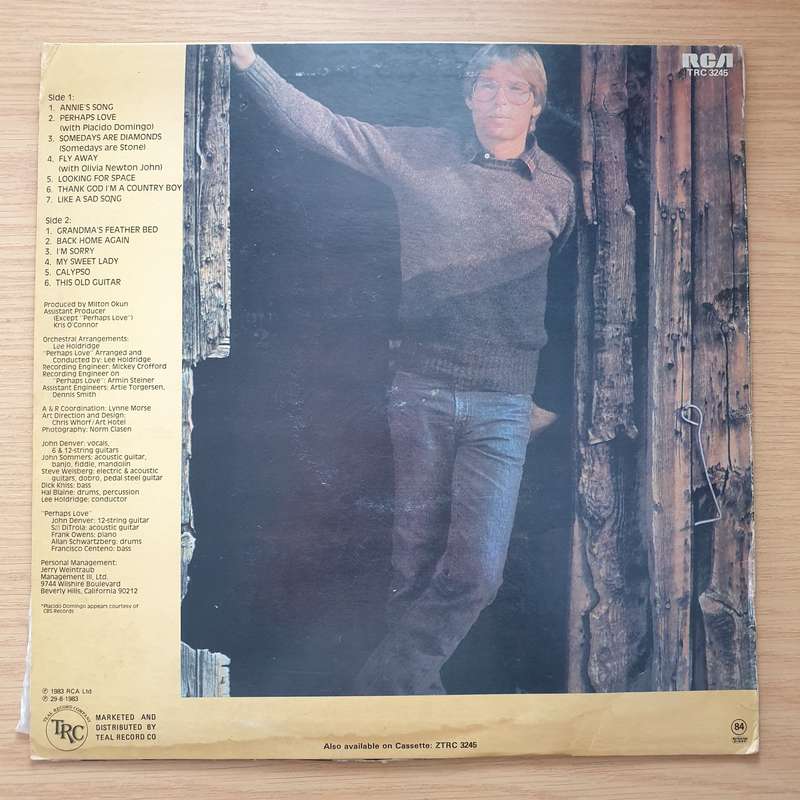 RCA
TRC 3245
Side 1:
1. ANNIE'S SONG
2. PERHAPS LOVE
(with Placido Domingo)
3. SOMEDAYS ARE DIAMONDS
(Somedays are Stone)
4. FLY AWAY
(with Olivia Newton John)
5. LOOKING FOR SPACE
6. THANK GOD I'M A COUNTRY BOY
7. LIKE A SAD SONG
Side 2:
1. GRANDMA'S FEATHER BED
2. BACK HOME AGAIN
3. I'M SORRY
4. MY SWEET LADY
5. CALYPSO
6. THIS OLD GUITAR
Produced by Milton Okun
Assistant Producer
(Except "Perhaps Love")
Kris O'Connor
Orchestral Arrangements:
Lee Holdridge
"Perhaps Love" Arranged and
Conducted by: Lee Holdridge
Recording Engineer: Mickey Crofford
Recording Engineer on
"Perhaps Love": Armin Steiner
Assistant Engineers: Artie Torgersen,
Dennis Smith
A & R Coordination: Lynne Morse
Art Direction and Design:
Chris Whorf/Art Hotel
Photography: Norm Clasen
John Denver: vocals,
6 & 12-string guitars
John Sommers: acoustic guitar,
banjo, fiddle, mandolin
Steve Weisberg: electric & acoustic
guitars, dobro, pedal steel guitar
Dick Kniss: bass
Hal Blaine: drums, percussion
Lee Holdridge: conductor
"Perhaps Love"
John Denver: 12-string guitar
DiTroia: acoustic guitar
Frank Owens: piano
Allan Schwartzberg: drums
Francisco Centeno: bass
Personal Management:
Jerry Weintraub
Management III, Ltd.
9744 Wilshire Boulevard
Beverly Hills, California 90212
*Placido Domingo appears courtesy of
CBS Records
℗ 1983 RCA Ltd
℗ 29-8-1983
TEAL RECORD COMPANY
TRC
MARKETED AND
DISTRIBUTED BY
TEAL RECORD CO
Also available on Cassette: ZTRC 3245
84